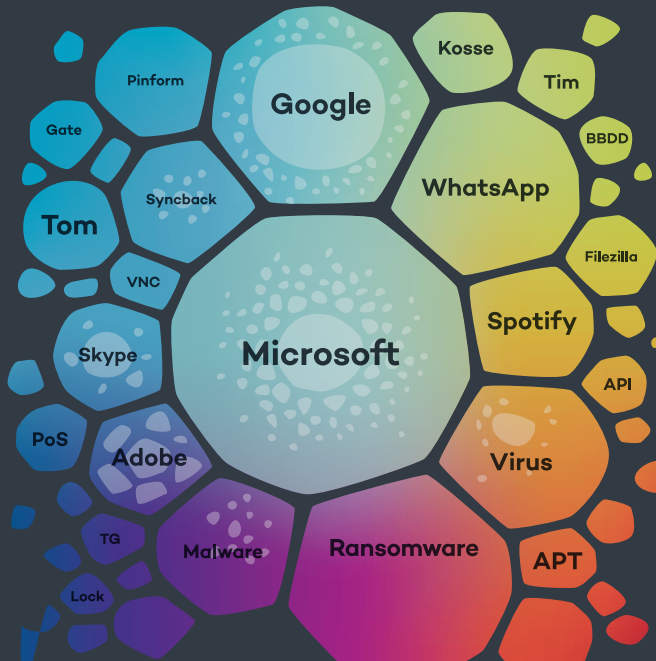 Kosse
Pinform
Google
Tim
Gate
BBDD
WhatsApp
Syncback
Tom
Filezilla
VNC
Spotify
Skype
Microsoft
API
PoS
Adobe
Virus
TG
Malware
Ransomware
APT
Lock